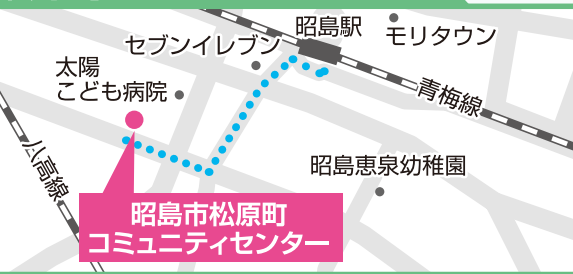 昭島駅
モリタウン
セブンイレブン
太陽
こども病院
青梅線
八高線
昭島恵泉幼稚園
昭島市松原町
コミュニティセンター